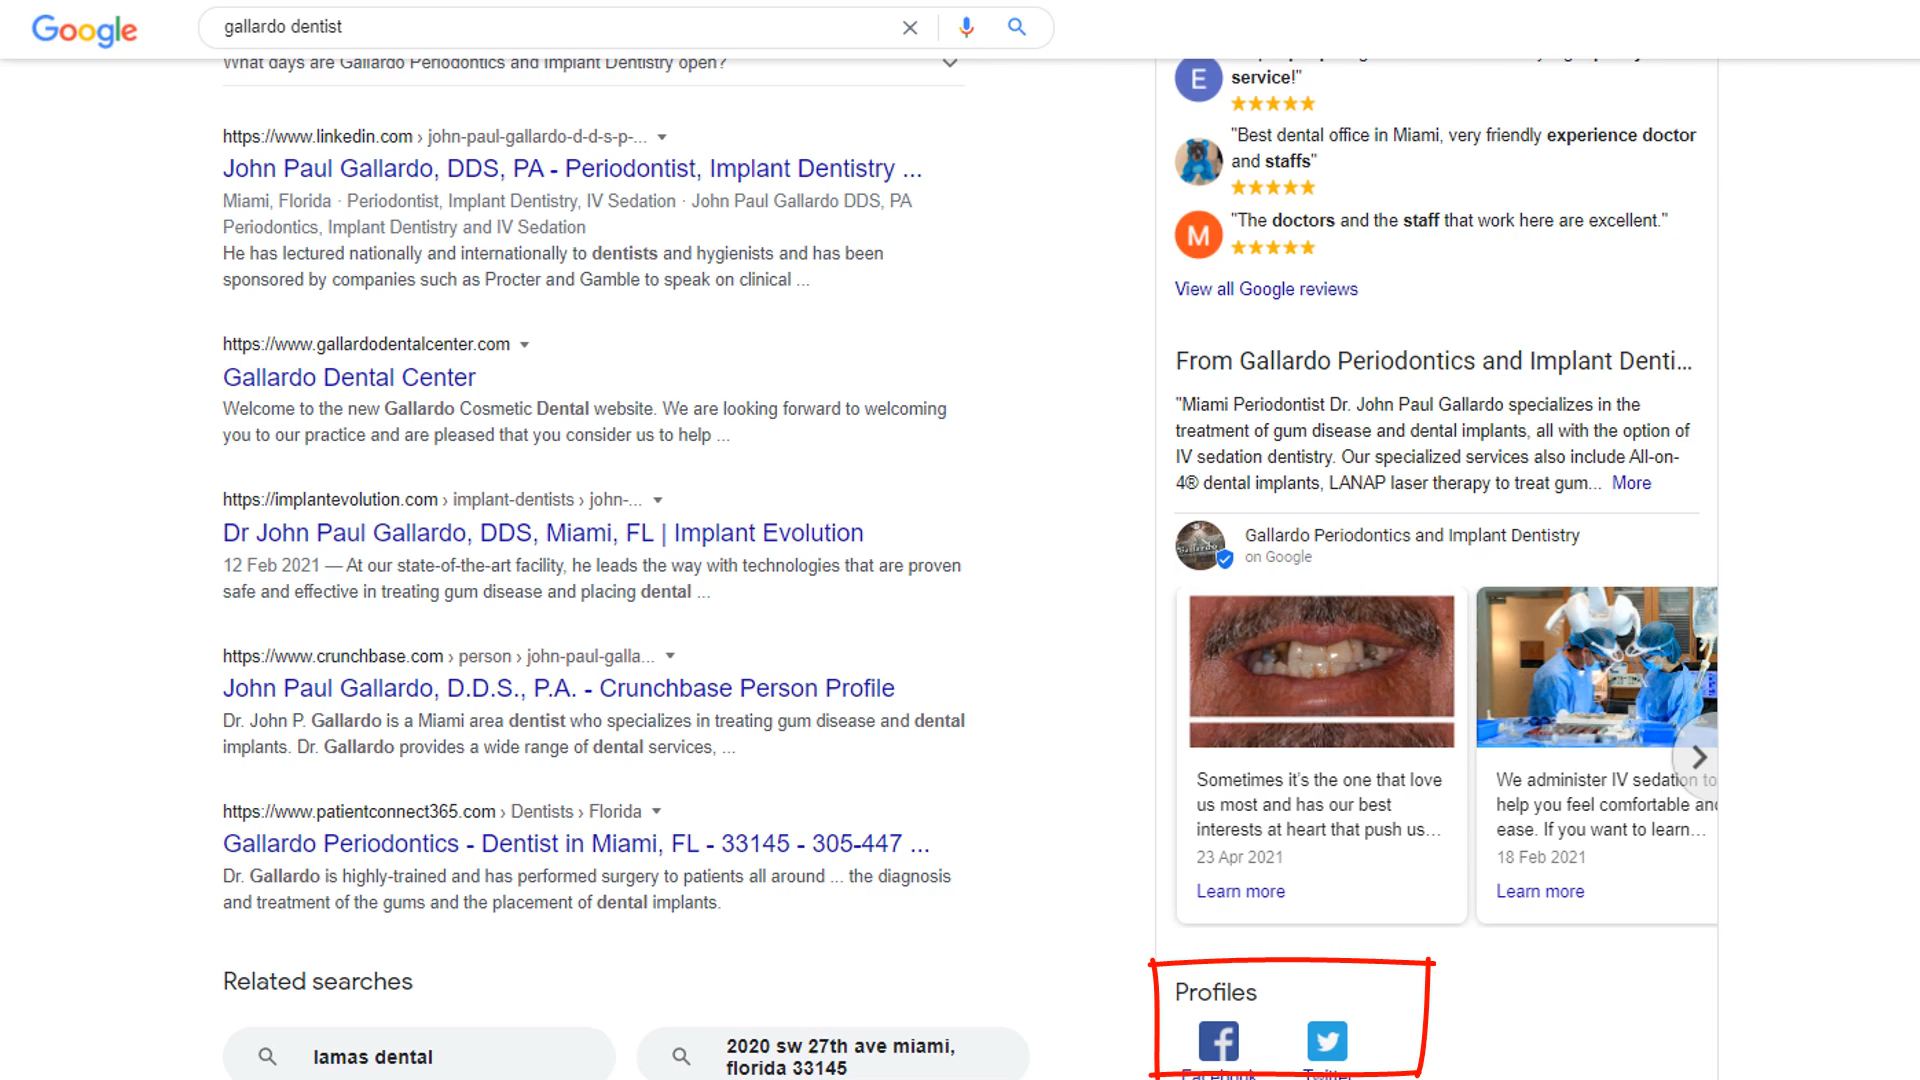 Google
gallardo dentist
What days are Gallardo Periodontics and Implant Dentistry open?
https://www.linkedin.com › john-paul-gallardo-d-d-s-p-...
John Paul Gallardo, DDS, PA - Periodontist, Implant Dentistry ...
Miami, Florida · Periodontist, Implant Dentistry, IV Sedation · John Paul Gallardo DDS, PA
Periodontics, Implant Dentistry and IV Sedation
He has lectured nationally and internationally to dentists and hygienists and has been
sponsored by companies such as Procter and Gamble to speak on clinical ...
https://www.gallardodentalcenter.com
Gallardo Dental Center
Welcome to the new Gallardo Cosmetic Dental website. We are looking forward to welcoming
you to our practice and are pleased that you consider us to help ...
https://implantevolution.com › implant-dentists › john-...
Dr John Paul Gallardo, DDS, Miami, FL | Implant Evolution
12 Feb 2021 — At our state-of-the-art facility, he leads the way with technologies that are proven
safe and effective in treating gum disease and placing dental ...
https://www.crunchbase.com › person › john-paul-galla...
John Paul Gallardo, D.D.S., P.A. - Crunchbase Person Profile
Dr. John P. Gallardo is a Miami area dentist who specializes in treating gum disease and dental
implants. Dr. Gallardo provides a wide range of dental services, ...
https://www.patientconnect365.com › Dentists › Florida
Gallardo Periodontics - Dentist in Miami, FL - 33145 - 305-447 ...
Dr. Gallardo is highly-trained and has performed surgery to patients all around ... the diagnosis
and treatment of the gums and the placement of dental implants.
Related searches
lamas dental
2020 sw 27th ave miami,
florida 33145
E
service!"
"Best dental office in Miami, very friendly experience doctor
and staffs"
M
"The doctors and the staff that work here are excellent."
View all Google reviews
From Gallardo Periodontics and Implant Denti...
"Miami Periodontist Dr. John Paul Gallardo specializes in the
treatment of gum disease and dental implants, all with the option of
IV sedation dentistry. Our specialized services also include All-on-
4® dental implants, LANAP laser therapy to treat gum... More
Gallardo Periodontics and Implant Dentistry
on Google
Sometimes it's the one that love
us most and has our best
interests at heart that push us...
23 Apr 2021
Learn more
We administer IV sedation to
help you feel comfortable and
ease. If you want to learn...
18 Feb 2021
Learn more
Profiles
Facebook
Twitter